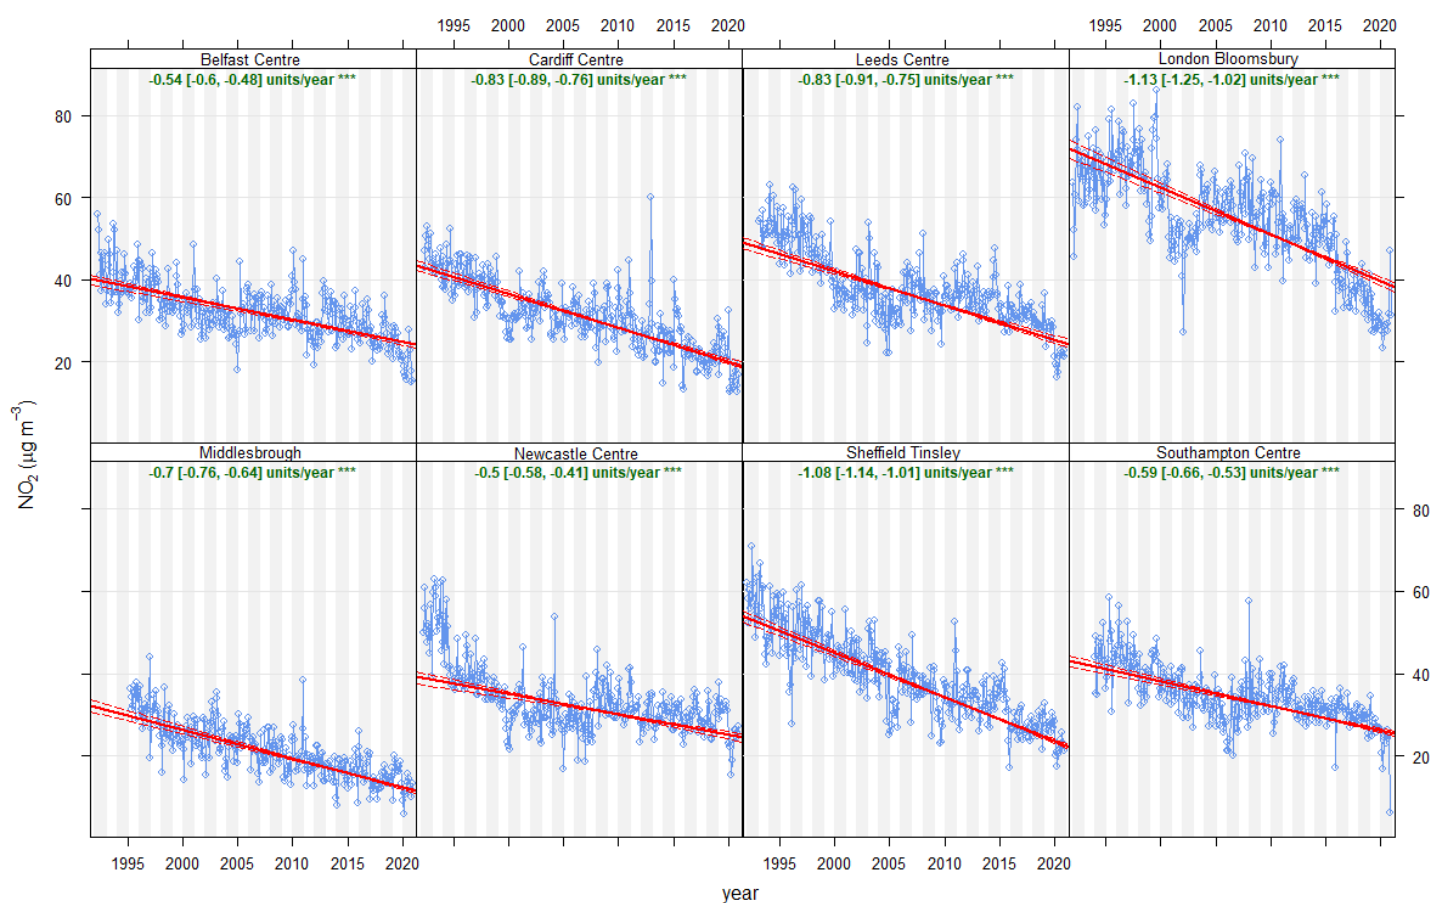 1995 2000 2005 2010 2015 2020 1995 2000 2005 2010 2015 2020
Belfast Centre Cardiff Centre Leeds Centre London Bloomsbury
-0.54 [-0.6, -0.48] units/year *** -0.83 [-0.89, -0.76] units/year *** -0.83 [-0.91, -0.75] units/year *** -1.13 [-1.25, -1.02] units/year ***
80
60
40
20
NO₂ (µg m⁻³)
Middlesbrough Newcastle Centre Sheffield Tinsley Southampton Centre
-0.7 [-0.76, -0.64] units/year *** -0.5 [-0.58, -0.41] units/year *** -1.08 [-1.14, -1.01] units/year *** -0.59 [-0.66, -0.53] units/year ***
80
60
40
20
1995 2000 2005 2010 2015 2020 1995 2000 2005 2010 2015 2020
year